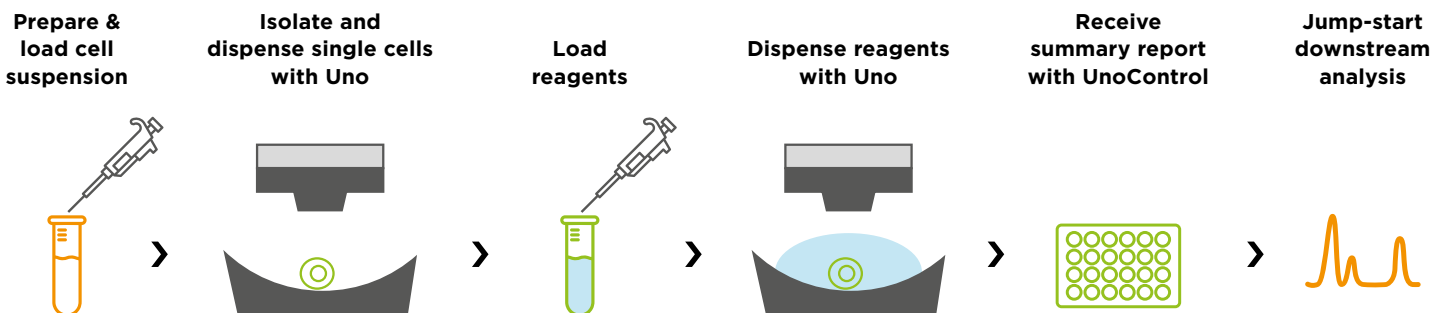 Prepare &
load cell
suspension
Isolate and
dispense single cells
with Uno
Load
reagents
Dispense reagents
with Uno
Receive
summary report
with UnoControl
Jump-start
downstream
analysis